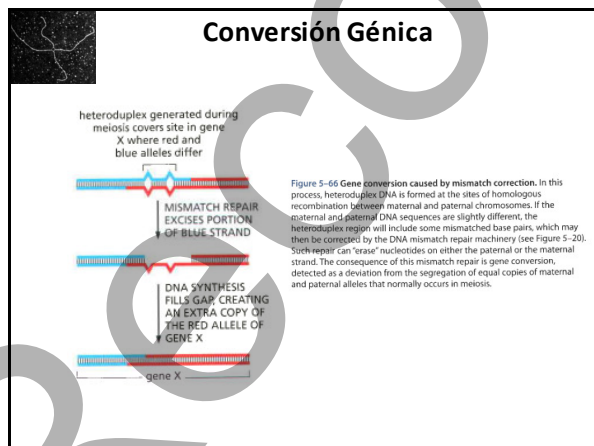 Conversión Génica
heteroduplex generated during
meiosis covers site in gene
X where red and
blue alleles differ
MISMATCH REPAIR
EXCISES PORTION
OF BLUE STRAND
DNA SYNTHESIS
FILLS GAP, CREATING
AN EXTRA COPY OF
THE RED ALLELE OF
GENE X
gene X
Figure 5–66 Gene conversion caused by mismatch correction. In this
process, heteroduplex DNA is formed at the sites of homologous
recombination between maternal and paternal chromosomes. If the
maternal and paternal DNA sequences are slightly different, the
heteroduplex region will include some mismatched base pairs, which may
then be corrected by the DNA mismatch repair machinery (see Figure 5–20).
Such repair can "erase" nucleotides on either the paternal or the maternal
strand. The consequence of this mismatch repair is gene conversion,
detected as a deviation from the segregation of equal copies of maternal
and paternal alleles that normally occurs in meiosis.